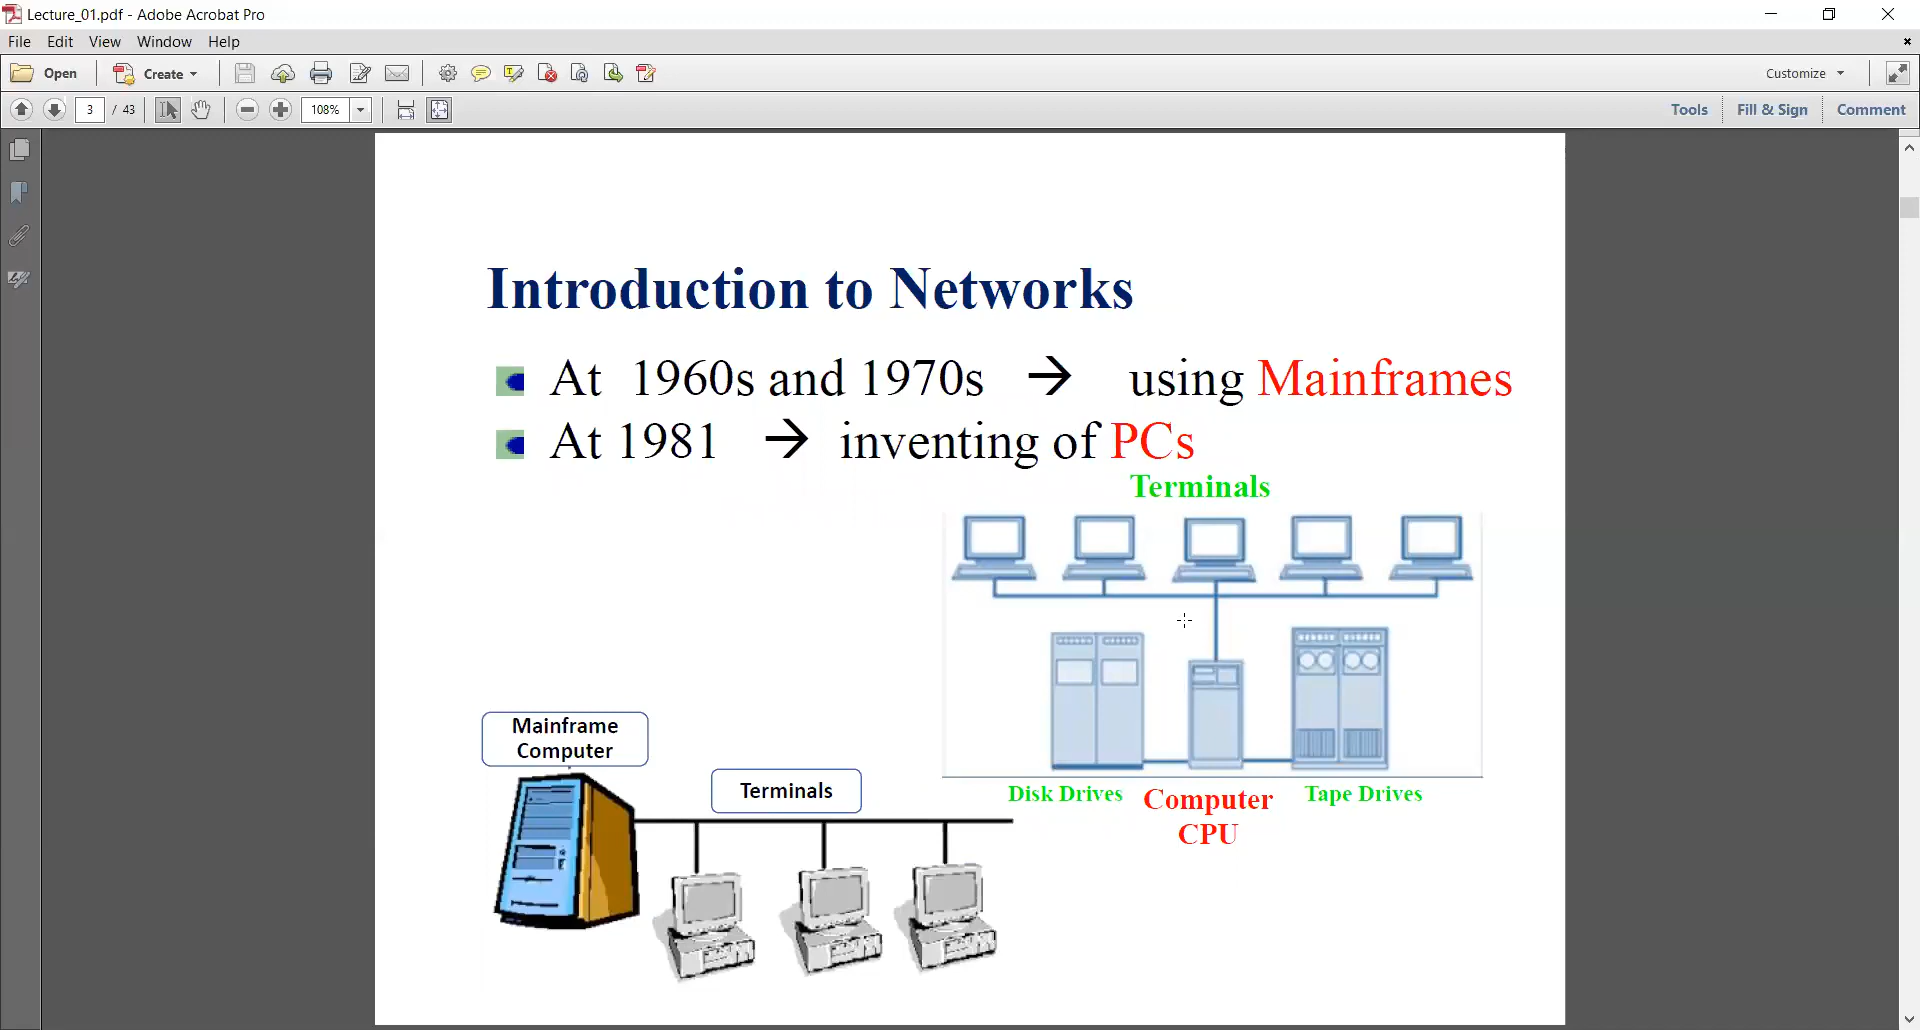 Lecture_01.pdf - Adobe Acrobat Pro
File Edit View Window Help
Open Create Customize
3 / 43 108% Tools Fill & Sign Comment
Introduction to Networks
At 1960s and 1970s → using Mainframes
At 1981 → inventing of PCs
Terminals
Disk Drives Computer Tape Drives
CPU
Mainframe
Computer
Terminals